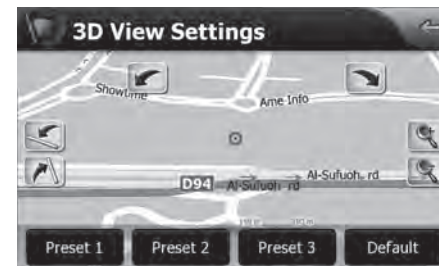 3D View Settings
Showtime
Ame Info
Al-Sufuoh rd
D94
Al-Sufuoh rd
Preset 1
Preset 2
Preset 3
Default